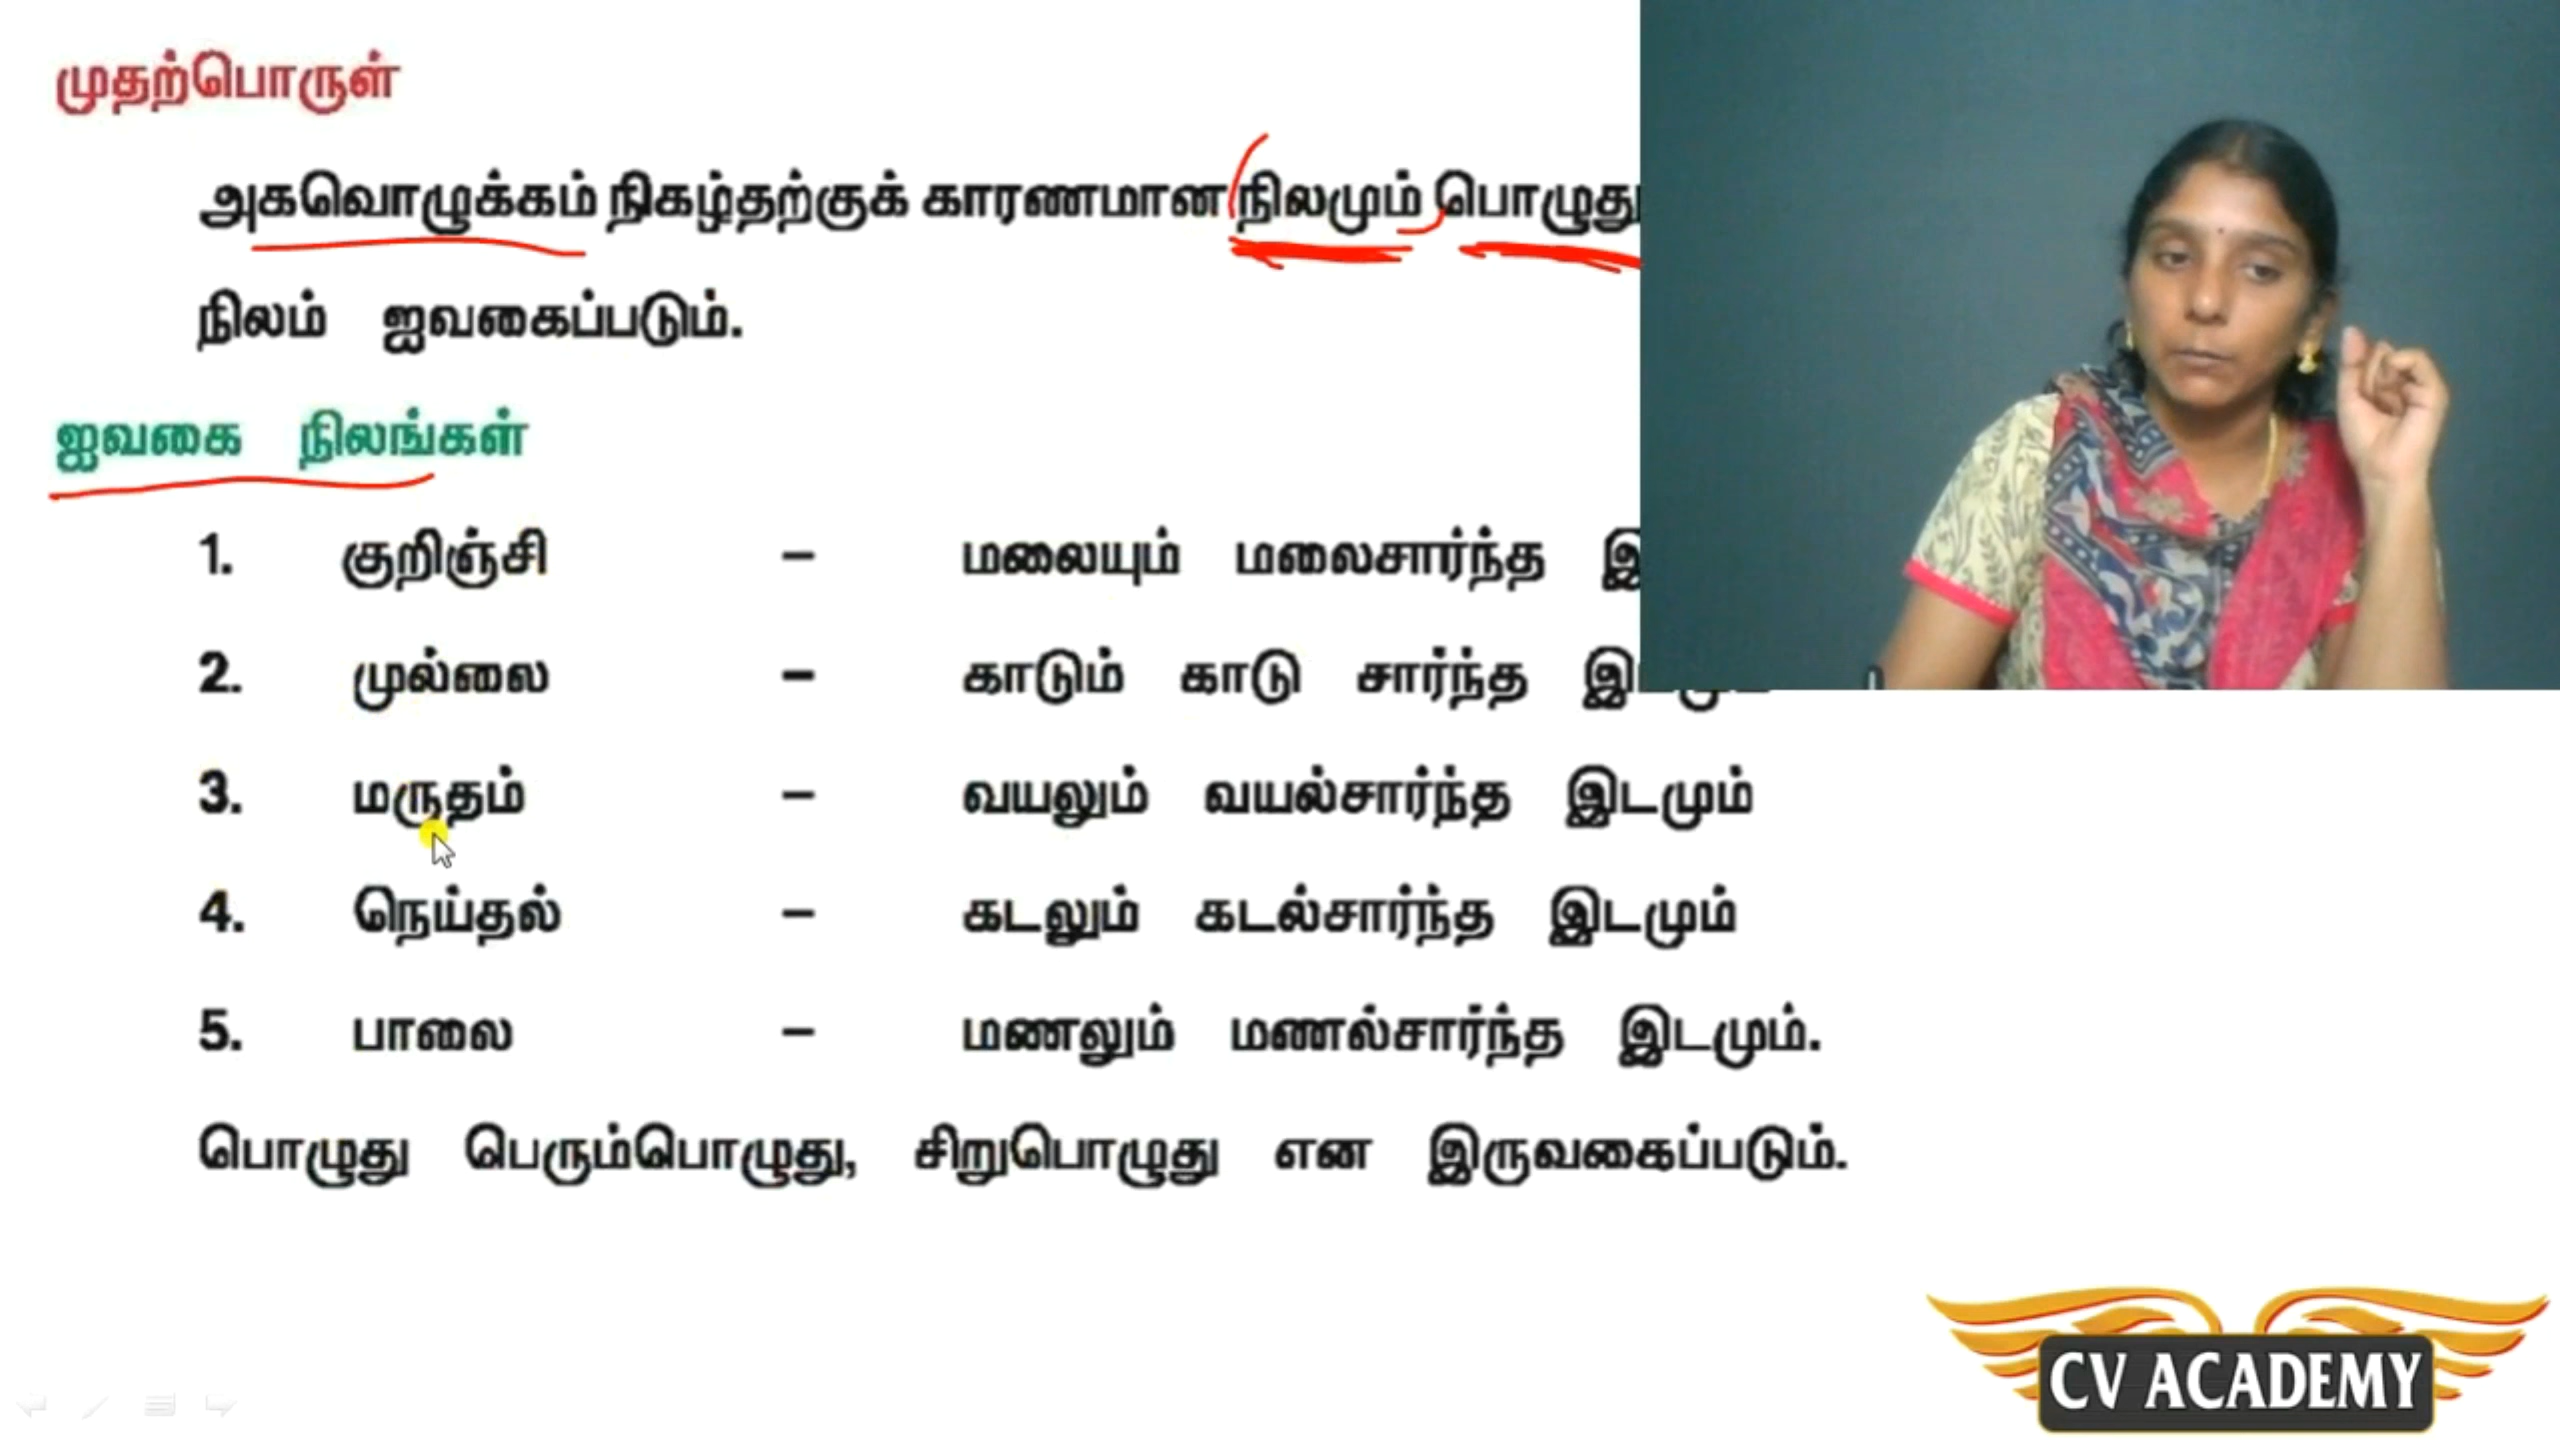 முதற்பொருள்
அகவொழுக்கம் நிகழ்தற்குக் காரணமான நிலமும் பொழுது
நிலம் ஐவகைப்படும்.
ஐவகை நிலங்கள்
1. குறிஞ்சி – மலையும் மலைசார்ந்த
2. முல்லை – காடும் காடு சார்ந்த
3. மருதம் – வயலும் வயல்சார்ந்த இடமும்
4. நெய்தல் – கடலும் கடல்சார்ந்த இடமும்
5. பாலை – மணலும் மணல்சார்ந்த இடமும்.
பொழுது பெரும்பொழுது, சிறுபொழுது என இருவகைப்படும்.
CV ACADEMY